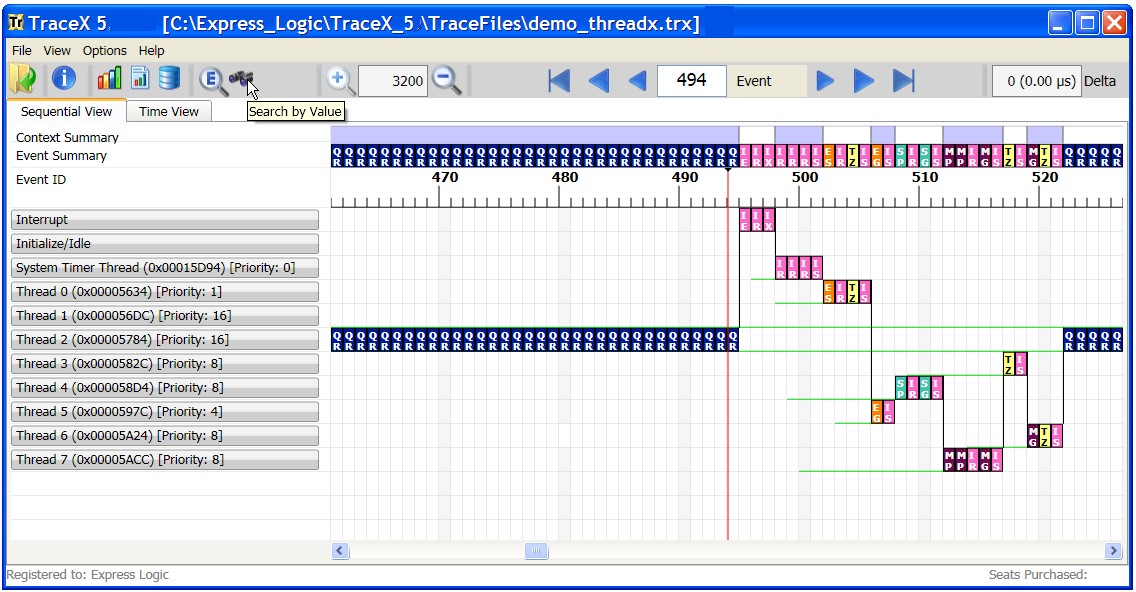 Tr TraceX 5 [C:\Express_Logic\TraceX_5 \TraceFiles\demo_threadx.trx]
File View Options Help
i E 3200 494 Event 0 (0.00 µs) Delta
Search by Value
Sequential View Time View
Context Summary
Event Summary
Q Q Q Q Q Q Q Q Q Q Q Q Q Q Q Q Q Q Q Q Q Q Q Q Q Q Q Q Q Q Q Q Q Q I I I I I I I E I T I E I S I S I M M I M I T I M T I Q Q Q Q Q
R R R R R R R R R R R R R R R R R R R R R R R R R R R R R R R R R R E R X R R R S S R Z S G S P R G S P P R G S Z S G Z S R R R R R
Event ID
470 480 490 500 510 520
Interrupt
I I I
E R X
Initialize/Idle
System Timer Thread (0x00015D94) [Priority: 0]
I I I I
R R R S
Thread 0 (0x00005634) [Priority: 1]
E I T I
S R Z S
Thread 1 (0x000056DC) [Priority: 16]
Thread 2 (0x00005784) [Priority: 16]
Q Q Q Q Q Q Q Q Q Q Q Q Q Q Q Q Q Q Q Q Q Q Q Q Q Q Q Q Q Q Q Q Q Q Q Q Q Q Q
R R R R R R R R R R R R R R R R R R R R R R R R R R R R R R R R R R R R R R R
Thread 3 (0x0000582C) [Priority: 8]
T I
Z S
Thread 4 (0x000058D4) [Priority: 8]
S I S I
P R G S
Thread 5 (0x0000597C) [Priority: 4]
E I
G S
Thread 6 (0x00005A24) [Priority: 8]
M T I
G Z S
Thread 7 (0x00005ACC) [Priority: 8]
M M I M I
P P R G S
Registered to: Express Logic Seats Purchased: